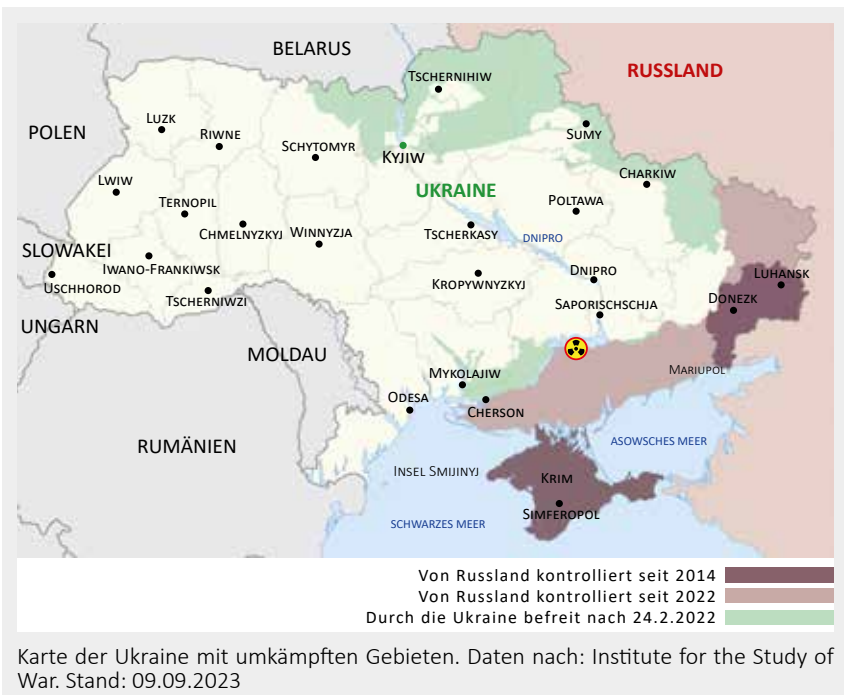 BELARUS
Tschernihiw
RUSSLAND
Luzk
POLEN
Riwne
Sumy
Schytomyr
Kyjiw
Charkiw
Lwiw
UKRAINE
Ternopil
Poltawa
Chmelnyzkyj
Winnyzja
Tscherkasy
DNIPRO
SLOWAKEI
Iwano-Frankiwsk
Dnipro
Luhansk
Uschhorod
Kropywnyzkyj
Tscherniwzi
Donezk
Saporischschja
UNGARN
MOLDAU
Mykolajiw
Mariupol
Odesa
Cherson
RUMÄNIEN
ASOWSCHES MEER
Insel Smijinyj
Krim
Simferopol
SCHWARZES MEER
Von Russland kontrolliert seit 2014
Von Russland kontrolliert seit 2022
Durch die Ukraine befreit nach 24.2.2022
Karte der Ukraine mit umkämpften Gebieten. Daten nach: Institute for the Study of
War. Stand: 09.09.2023